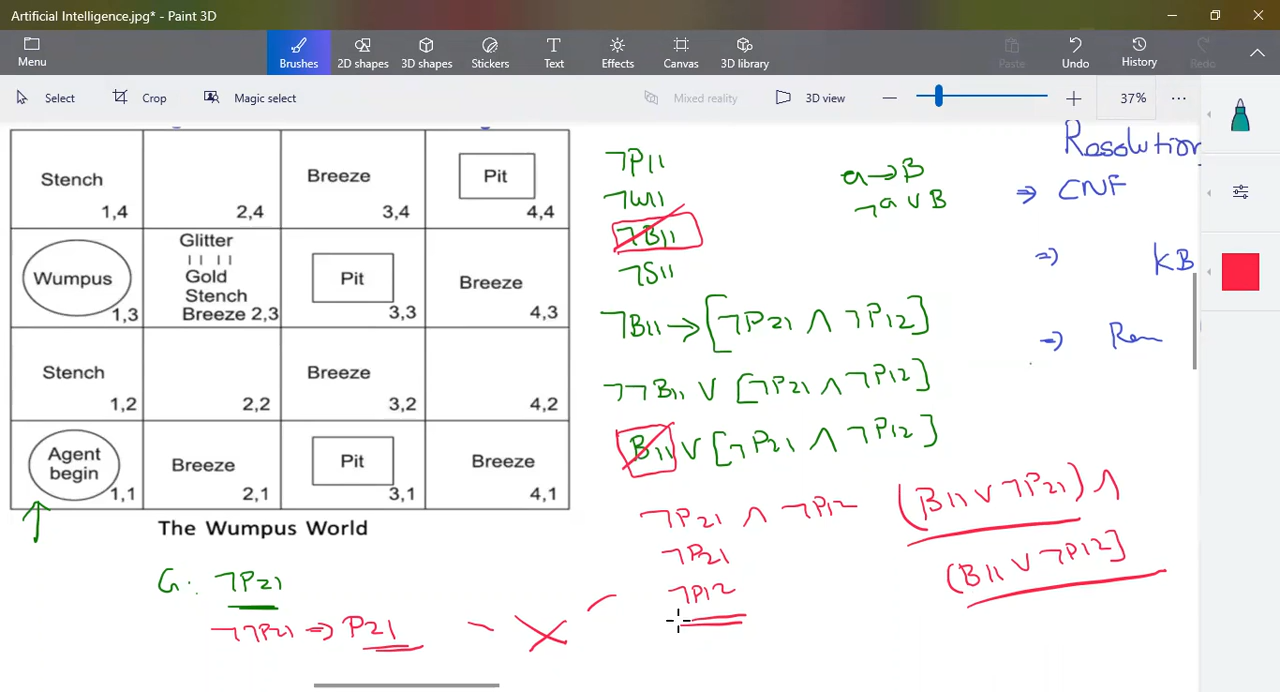 Artificial Intelligence.jpg* - Paint 3D
Menu
Brushes
2D shapes
3D shapes
Stickers
Text
Effects
Canvas
3D library
Paste
Undo
History
Redo
Select
Crop
Magic select
Mixed reality
3D view
37%
Stench
1,4
2,4
Breeze
3,4
Pit
4,4
Wumpus
1,3
Glitter
Gold
Stench
Breeze 2,3
Pit
3,3
Breeze
4,3
Stench
1,2
2,2
Breeze
3,2
4,2
Agent
begin
1,1
Breeze
2,1
Pit
3,1
Breeze
4,1
The Wumpus World
G: ¬P21
¬¬P21 ⇒ P21
¬P11
¬W11
¬B11
¬S11
a → B
¬a ∨ B
¬B11 → [¬P21 ∧ ¬P12]
¬¬B11 ∨ [¬P21 ∧ ¬P12]
B11 ∨ [¬P21 ∧ ¬P12]
¬P21 ∧ ¬P12
¬P21
¬P12
(B11 ∨ ¬P21) ∧
(B11 ∨ ¬P12]
Resolution
⇒ CNF
⇒ KB
⇒